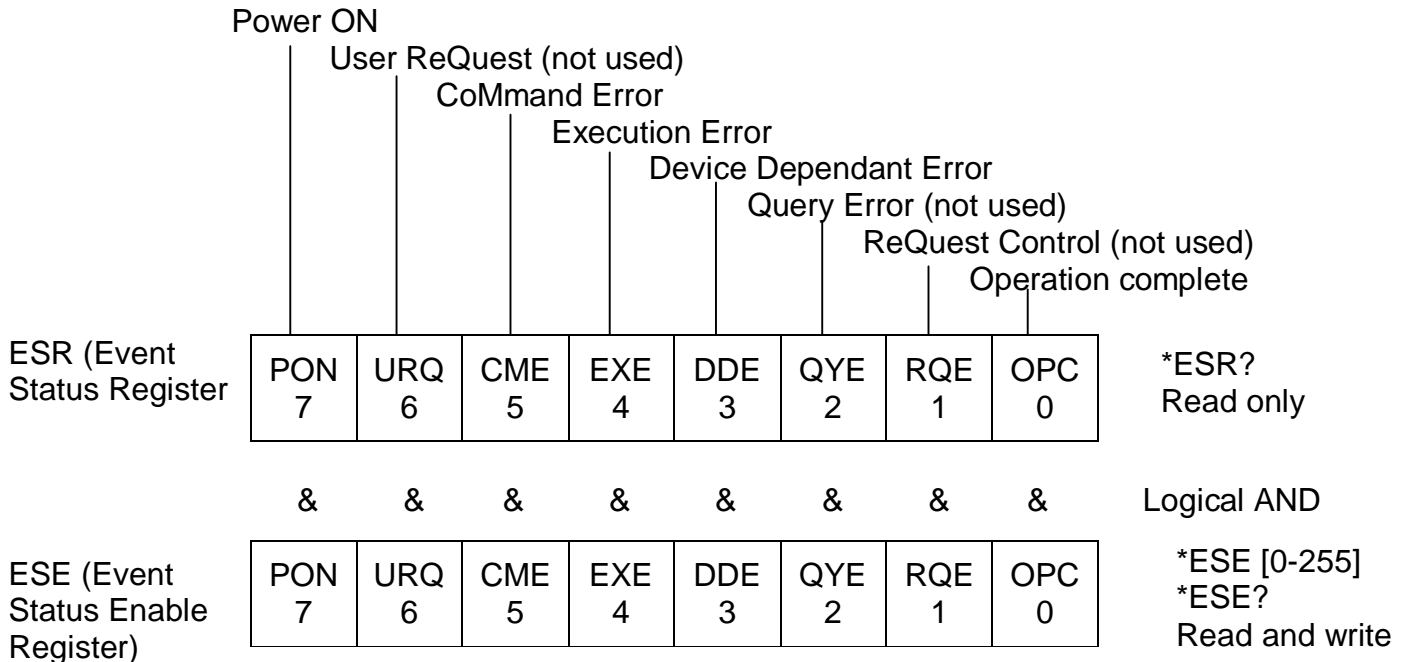 Power ON
User ReQuest (not used)
CoMmand Error
Execution Error
Device Dependant Error
Query Error (not used)
ReQuest Control (not used)
Operation complete
ESR (Event
Status Register
PON URQ CME EXE DDE QYE RQE OPC
7 6 5 4 3 2 1 0
*ESR?
Read only
& & & & & & & & Logical AND
ESE (Event
Status Enable
Register)
PON URQ CME EXE DDE QYE RQE OPC
7 6 5 4 3 2 1 0
*ESE [0-255]
*ESE?
Read and write